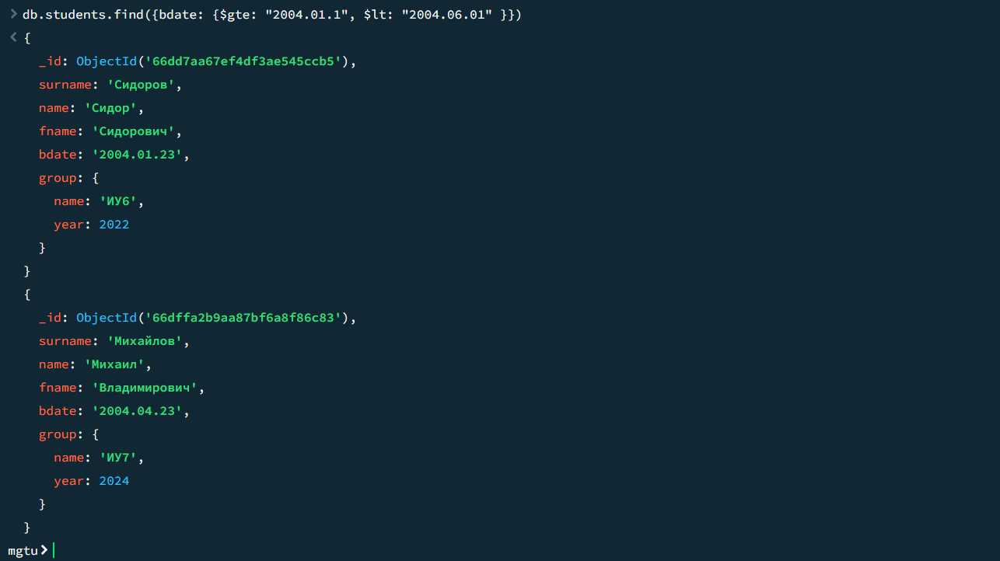 > db.students.find({bdate: {$gte: "2004.01.1", $lt: "2004.06.01" }})
< {
_id: ObjectId('66dd7aa67ef4df3ae545ccb5'),
surname: 'Сидоров',
name: 'Сидор',
fname: 'Сидорович',
bdate: '2004.01.23',
group: {
name: 'ИУ6',
year: 2022
}
}
{
_id: ObjectId('66dffa2b9aa87bf6a8f86c83'),
surname: 'Михайлов',
name: 'Михаил',
fname: 'Владимирович',
bdate: '2004.04.23',
group: {
name: 'ИУ7',
year: 2024
}
}
mgtu>